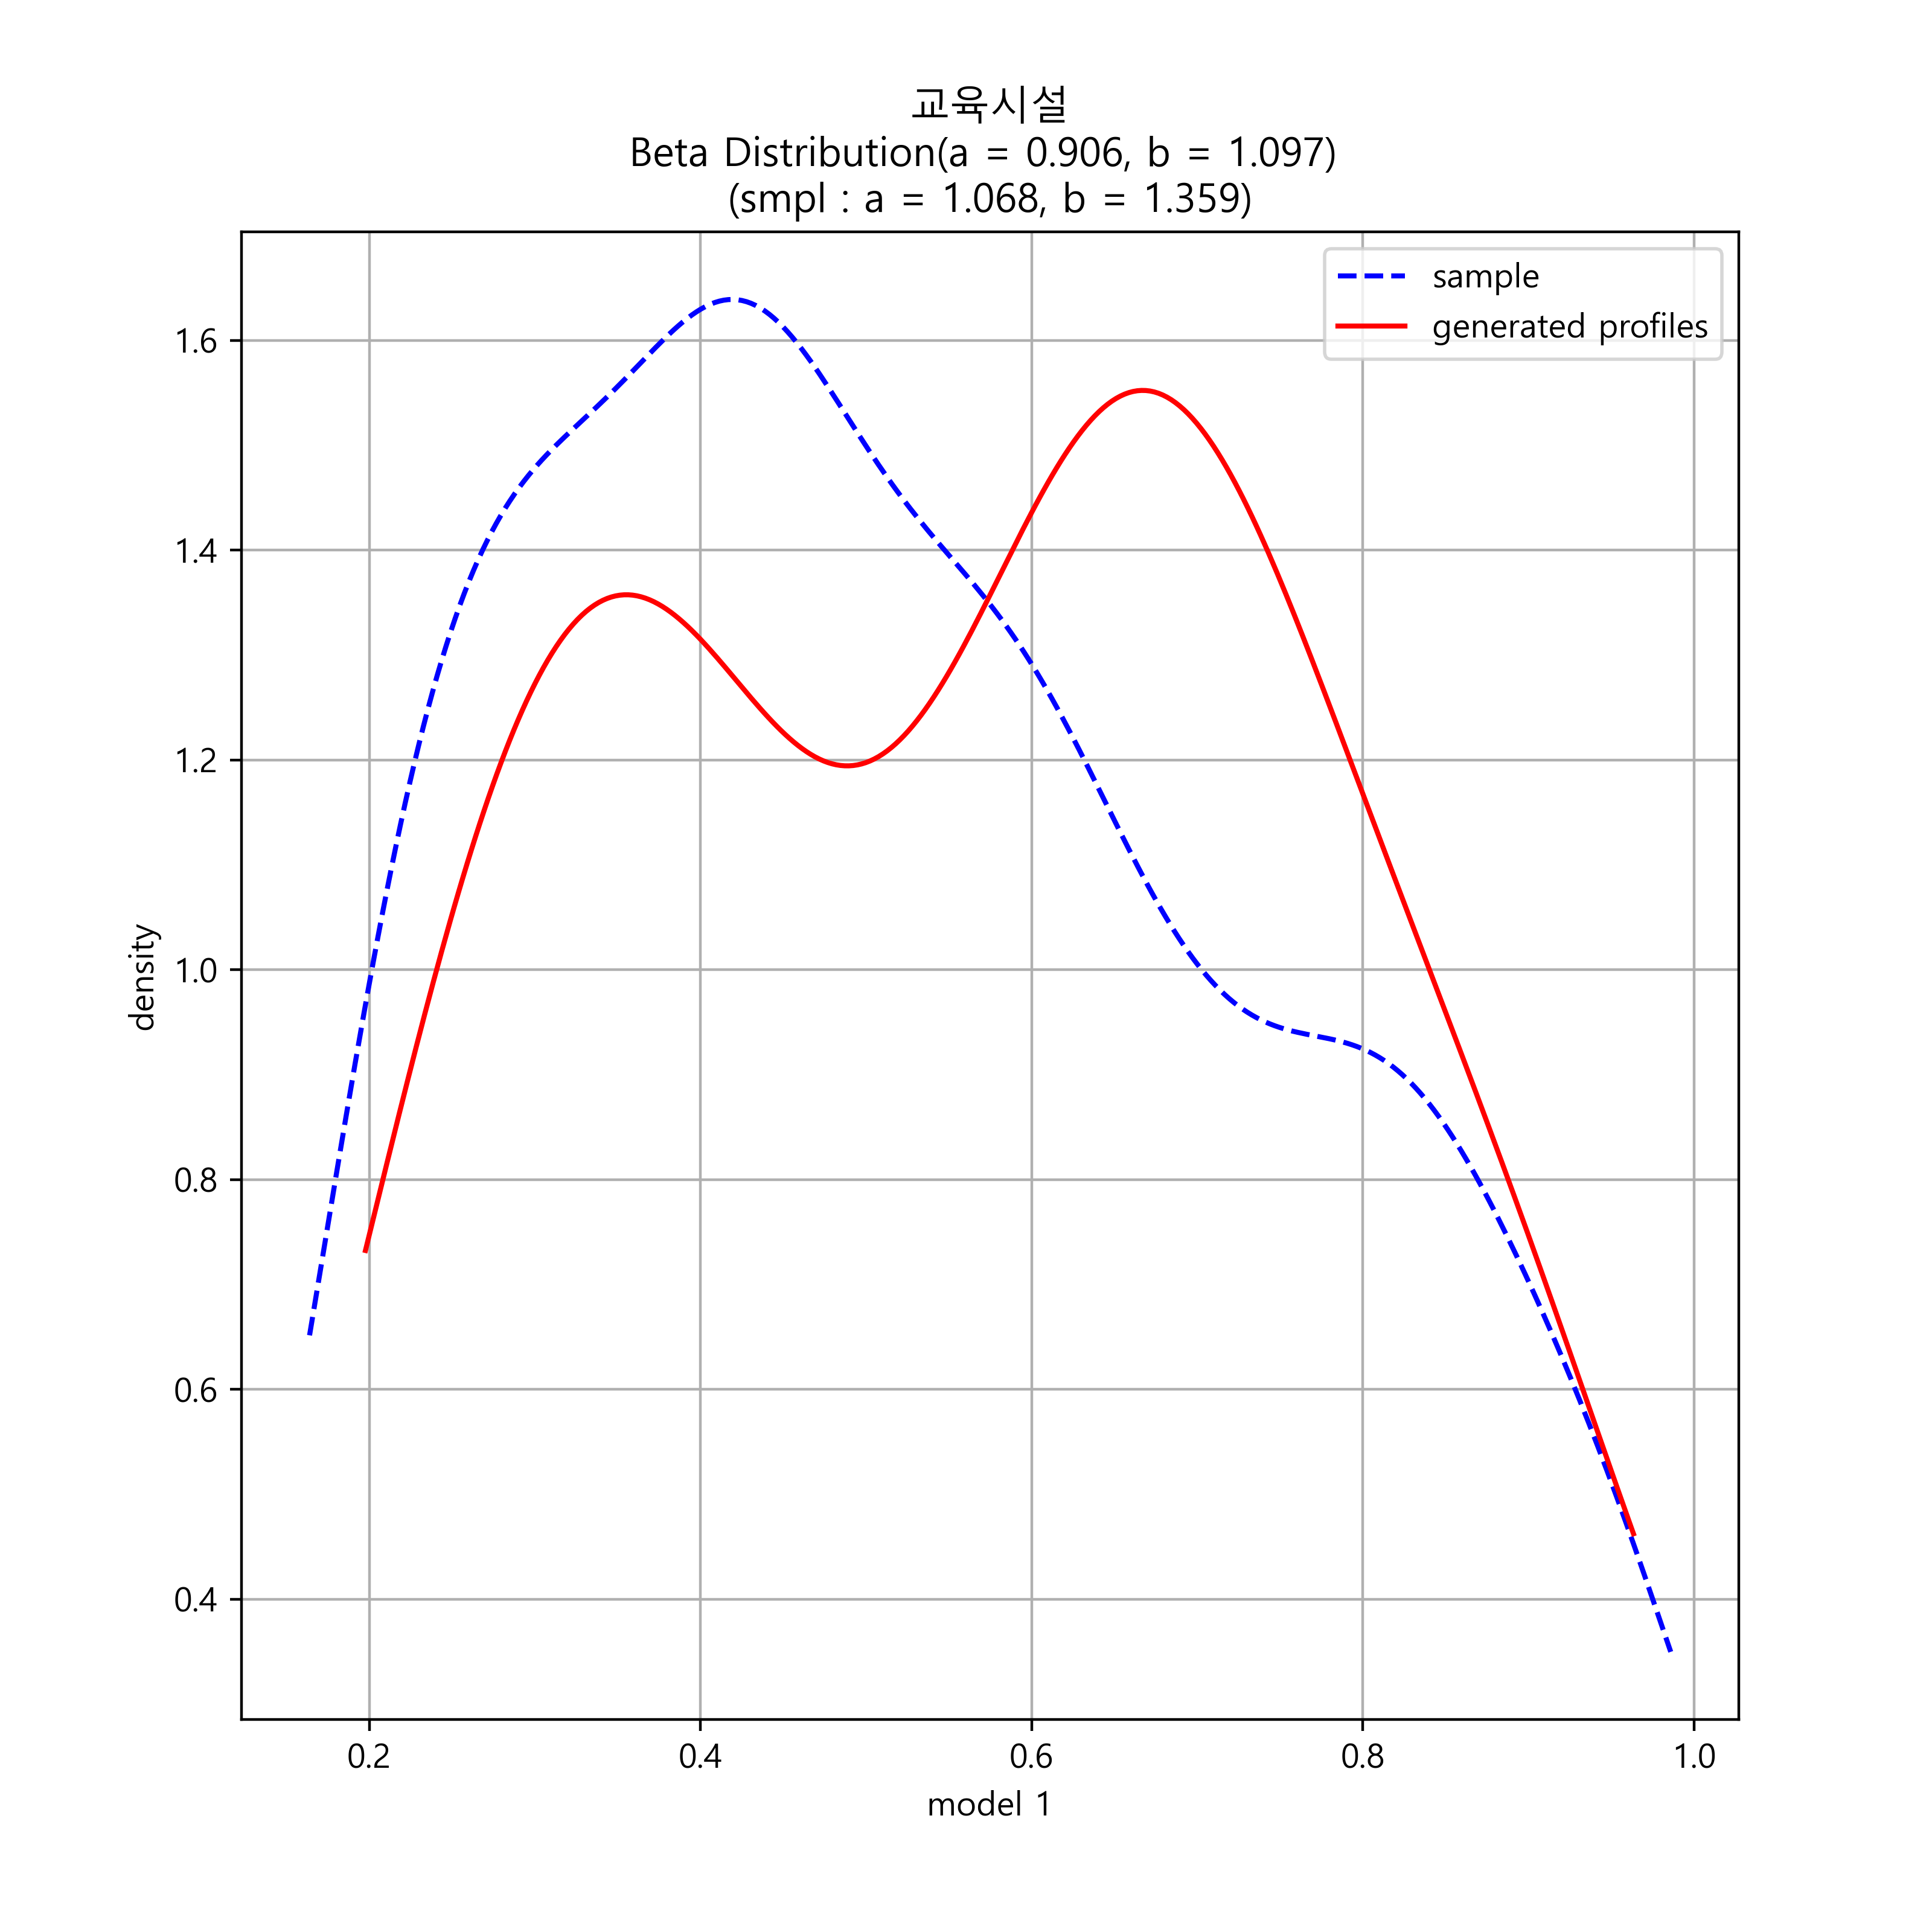 교육시설
Beta Distribution(a = 0.906, b = 1.097)
(smpl : a = 1.068, b = 1.359)
sample
generated profiles
1.6
1.4
1.2
1.0
0.8
0.6
0.4
density
0.2 0.4 0.6 0.8 1.0
model 1